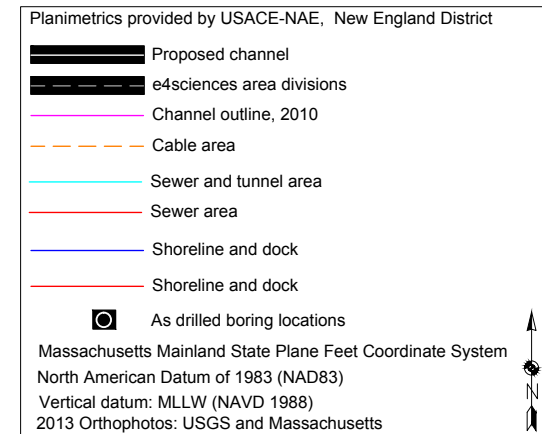 Planimetrics provided by USACE-NAE, New England District
Proposed channel
e4sciences area divisions
Channel outline, 2010
Cable area
Sewer and tunnel area
Sewer area
Shoreline and dock
Shoreline and dock
As drilled boring locations
Massachusetts Mainland State Plane Feet Coordinate System
North American Datum of 1983 (NAD83)
Vertical datum: MLLW (NAVD 1988)
2013 Orthophotos: USGS and Massachusetts
N